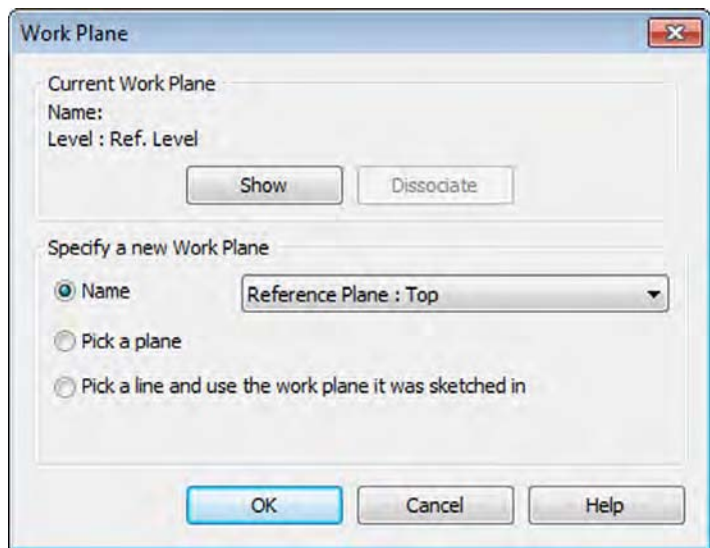 Work Plane
Current Work Plane
Name:
Level : Ref. Level
Show Dissociate
Specify a new Work Plane
Name Reference Plane : Top
Pick a plane
Pick a line and use the work plane it was sketched in
OK Cancel Help